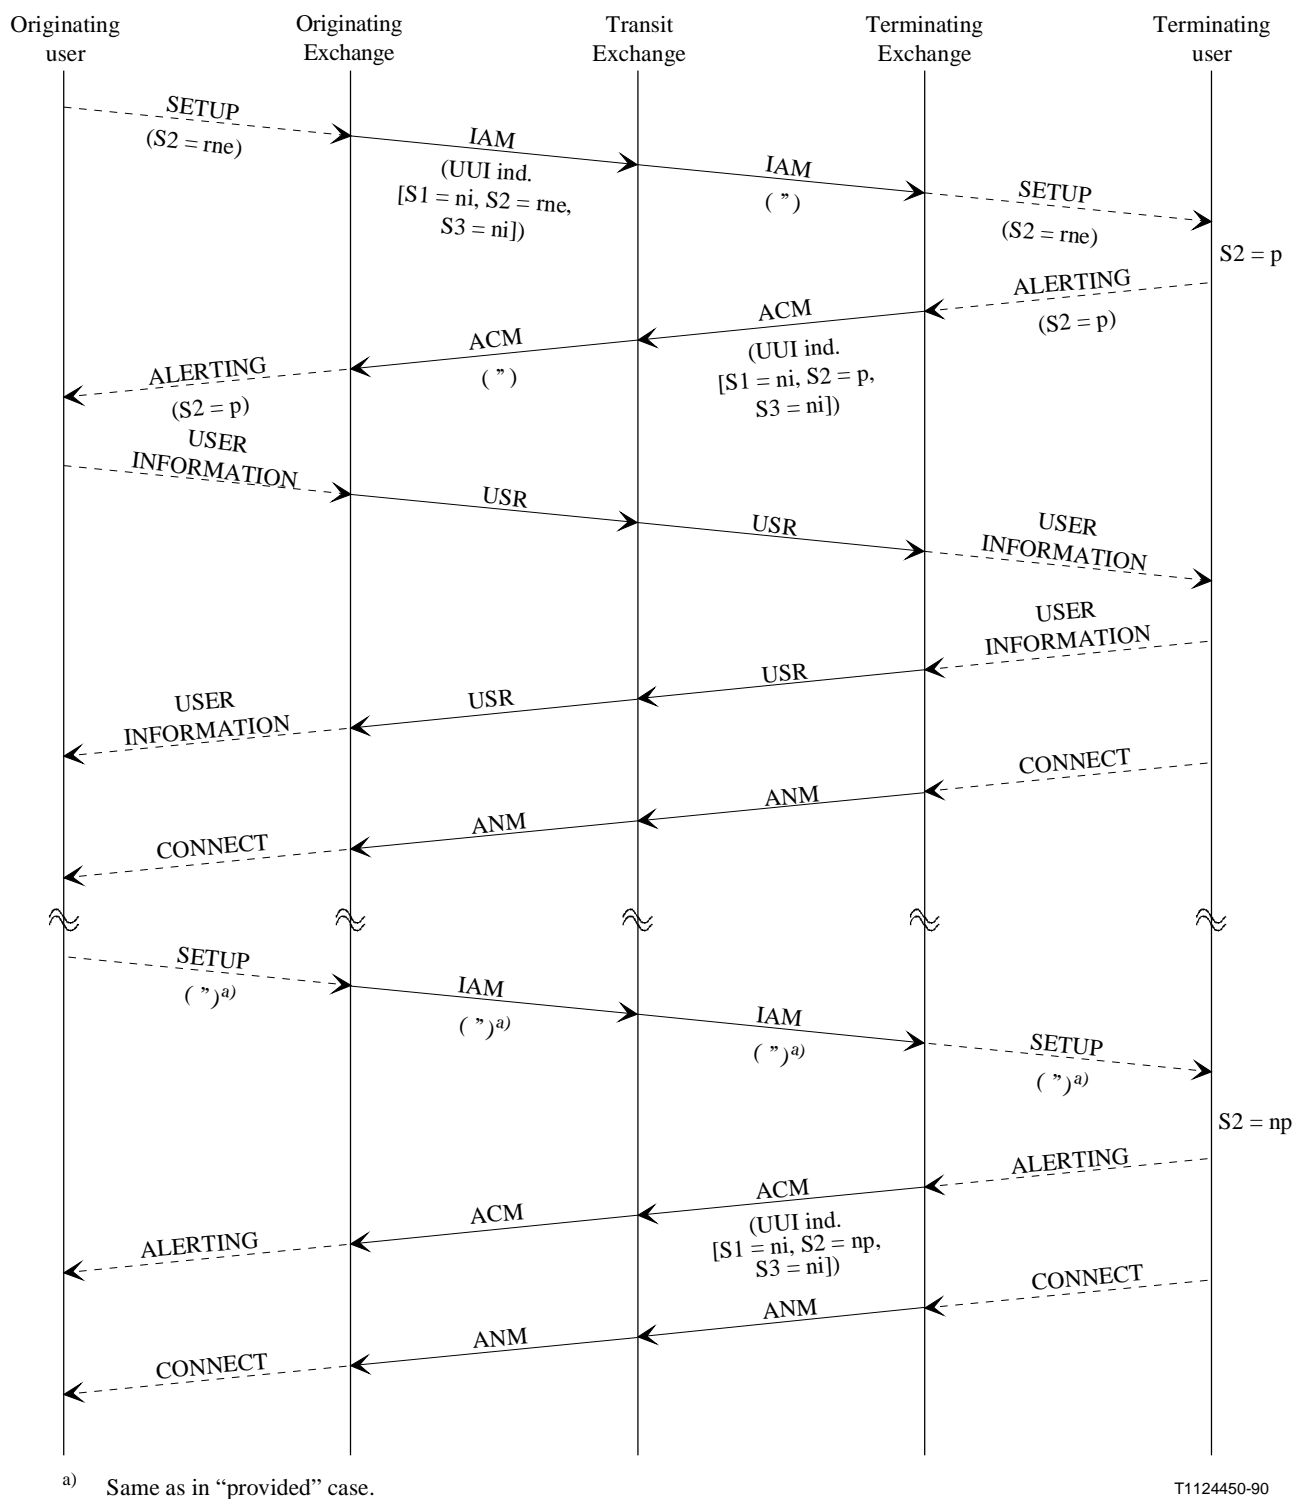 Originating
user
Originating
Exchange
Transit
Exchange
Terminating
Exchange
Terminating
user
SETUP
(S2 = rne)
IAM
(UUI ind.
[S1 = ni, S2 = rne,
S3 = ni])
IAM
( ” )
SETUP
(S2 = rne)
S2 = p
ALERTING
(S2 = p)
ACM
(UUI ind.
[S1 = ni, S2 = p,
S3 = ni])
ACM
( ” )
ALERTING
(S2 = p)
USER
INFORMATION
USR
USR
USER
INFORMATION
USER
INFORMATION
USR
USR
USER
INFORMATION
CONNECT
ANM
ANM
CONNECT
SETUP
( ” )a)
IAM
( ” )a)
IAM
( ” )a)
SETUP
( ” )a)
S2 = np
ALERTING
ACM
(UUI ind.
[S1 = ni, S2 = np,
S3 = ni])
ACM
ALERTING
CONNECT
ANM
ANM
CONNECT
a) Same as in “provided” case.
T1124450-90